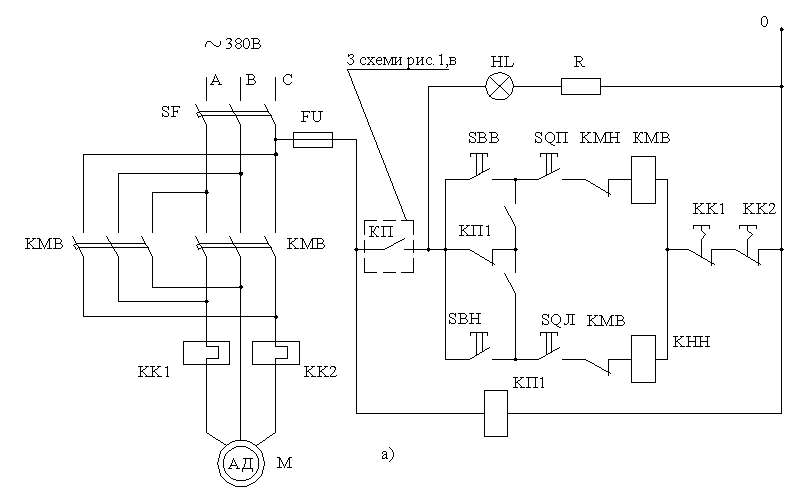 0
~ 380В
З схеми рис.1,в
HL
R
А
В
С
SF
FU
SBB
SQП
KMH
KMB
КП
КП1
KK1
KK2
KMB
KMB
SBH
SQЛ
KMB
KHH
KK1
KK2
КП1
АД
М
а)